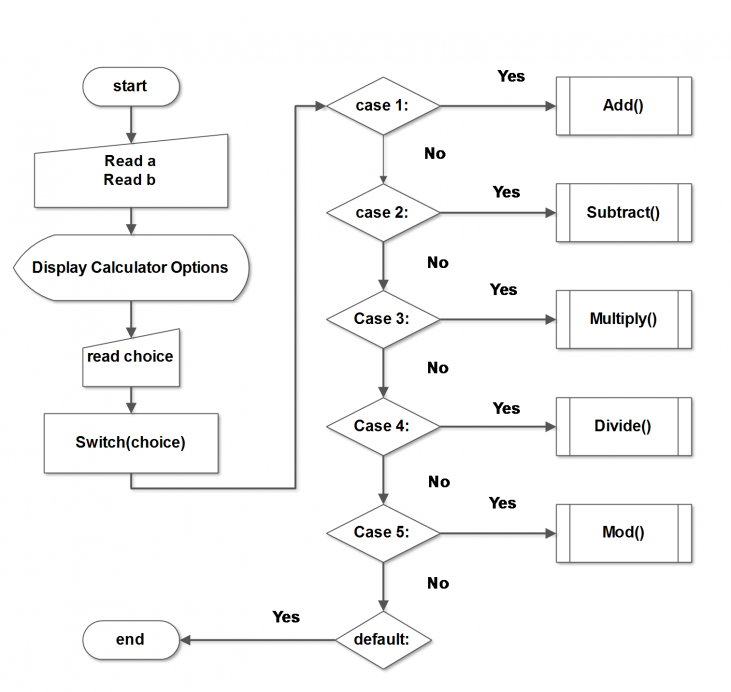 start
Read a
Read b
Display Calculator Options
read choice
Switch(choice)
case 1:
Yes
Add()
No
case 2:
Yes
Subtract()
No
Case 3:
Yes
Multiply()
No
Case 4:
Yes
Divide()
No
Case 5:
Yes
Mod()
No
default:
Yes
end